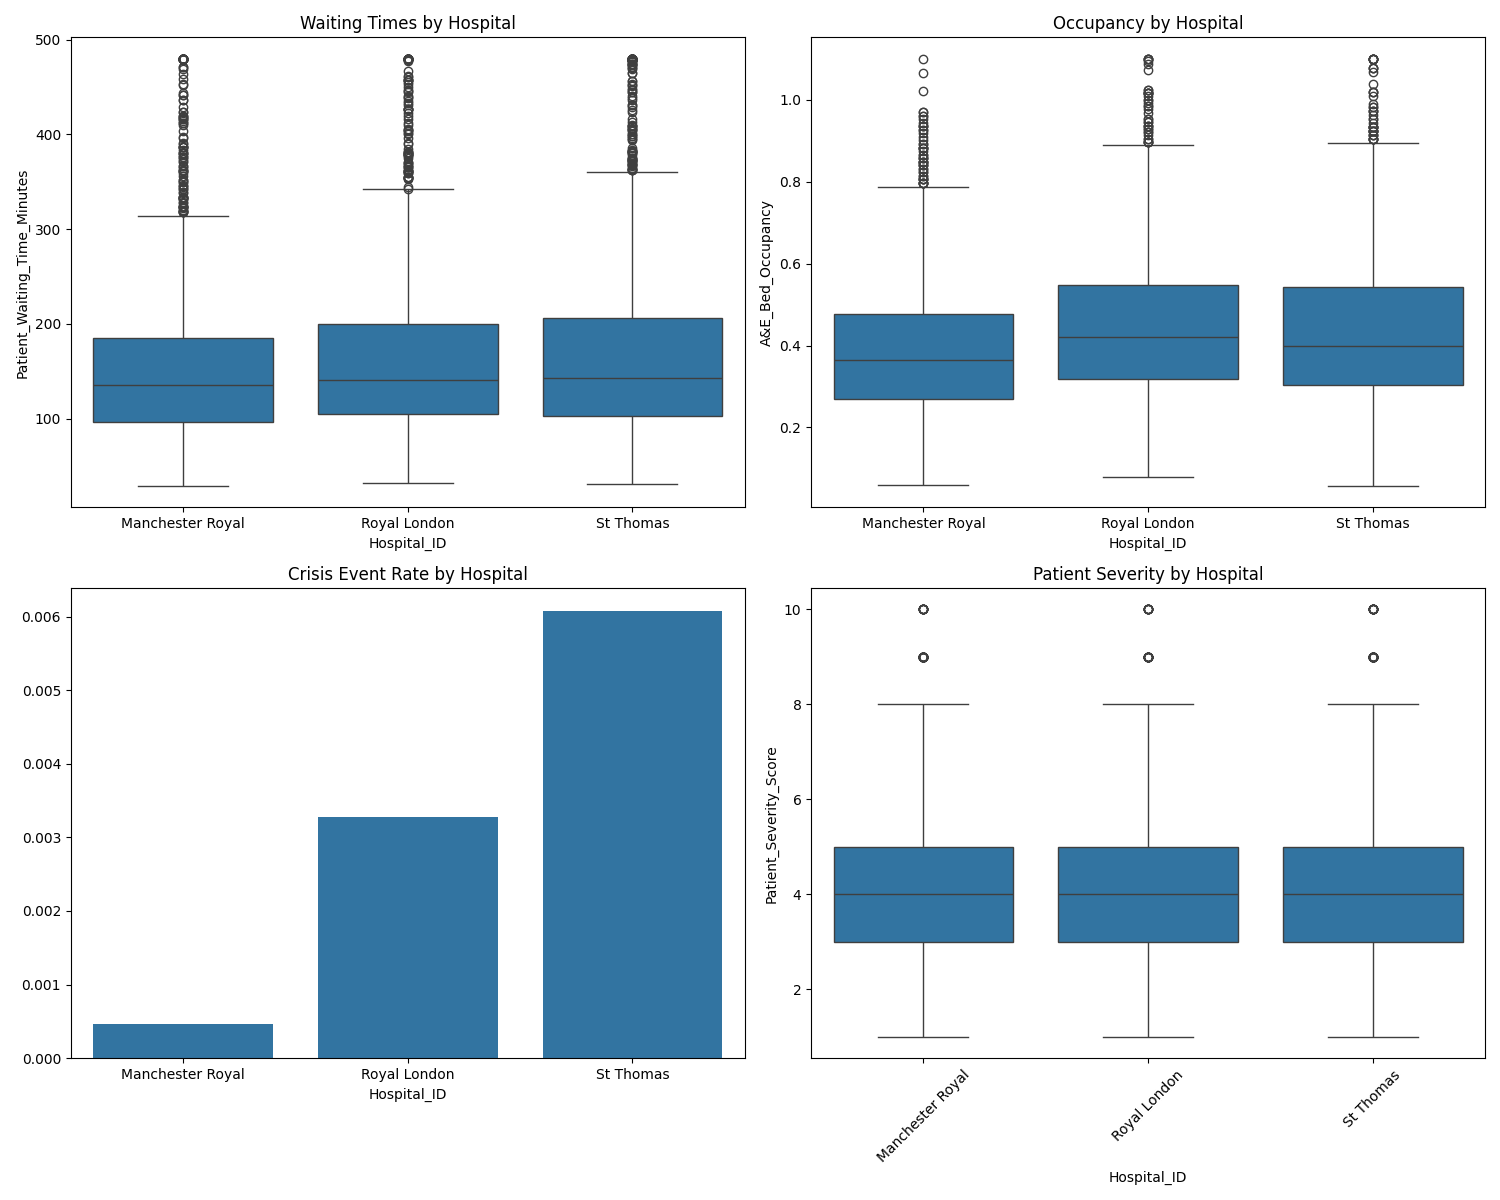 Waiting Times by Hospital
500
400
300
200
100
Patient_Waiting_Time_Minutes
Manchester Royal
Royal London
St Thomas
Hospital_ID
Occupancy by Hospital
1.0
0.8
0.6
0.4
0.2
A&E_Bed_Occupancy
Manchester Royal
Royal London
St Thomas
Hospital_ID
Crisis Event Rate by Hospital
0.006
0.005
0.004
0.003
0.002
0.001
0.000
Manchester Royal
Royal London
St Thomas
Hospital_ID
Patient Severity by Hospital
10
8
6
4
2
Patient_Severity_Score
Manchester Royal
Royal London
St Thomas
Hospital_ID